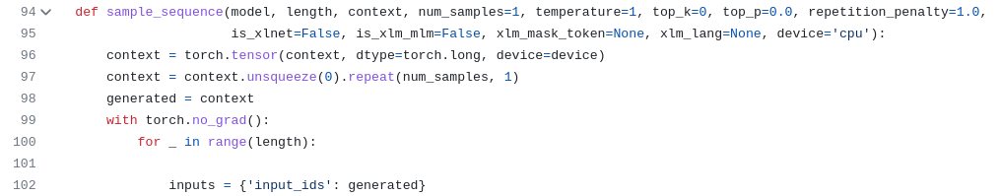 94 def sample_sequence(model, length, context, num_samples=1, temperature=1, top_k=0, top_p=0.0, repetition_penalty=1.0,
95 is_xlnet=False, is_xlm_mlm=False, xlm_mask_token=None, xlm_lang=None, device='cpu'):
96 context = torch.tensor(context, dtype=torch.long, device=device)
97 context = context.unsqueeze(0).repeat(num_samples, 1)
98 generated = context
99 with torch.no_grad():
100 for _ in range(length):
101
102 inputs = {'input_ids': generated}